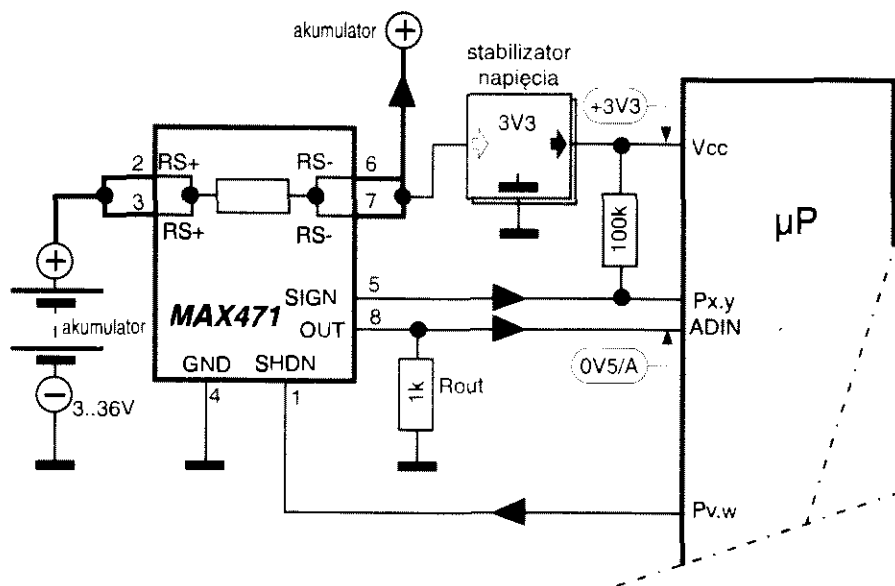 akumulator
+
stabilizator
napięcia
3V3
+3V3
Vcc
µP
2
RS+
RS-
6
3
RS+
RS-
7
100k
+
akumulator
–
3..36V
MAX471
SIGN
5
OUT
8
GND
SHDN
4
1
1k
Rout
Px.y
ADIN
0V5/A
Pv.w